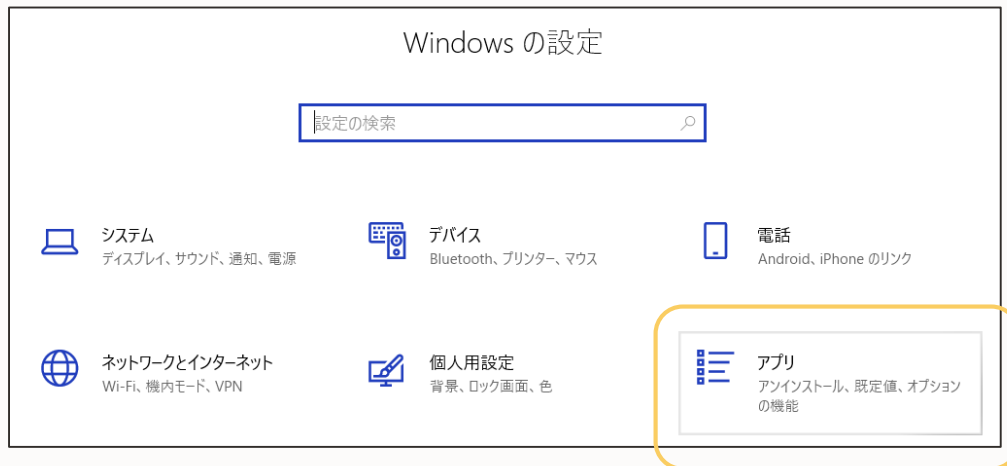 Windows の設定
設定の検索
システム
ディスプレイ、サウンド、通知、電源
デバイス
Bluetooth、プリンター、マウス
電話
Android、iPhone のリンク
ネットワークとインターネット
Wi-Fi、機内モード、VPN
個人用設定
背景、ロック画面、色
アプリ
アンインストール、既定値、オプション
の機能